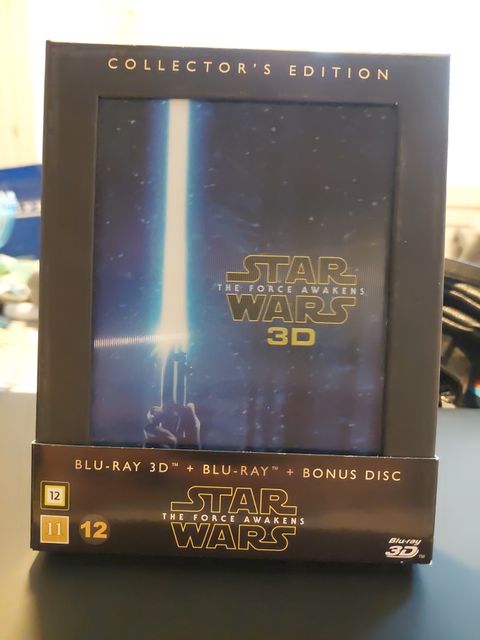 COLLECTOR'S EDITION
STAR
THE FORCE AWAKENS
WARS
3D
BLU-RAY 3D™ + BLU-RAY™ + BONUS DISC
STAR
THE FORCE AWAKENS
WARS
12
11
12
Blu-ray
3D™